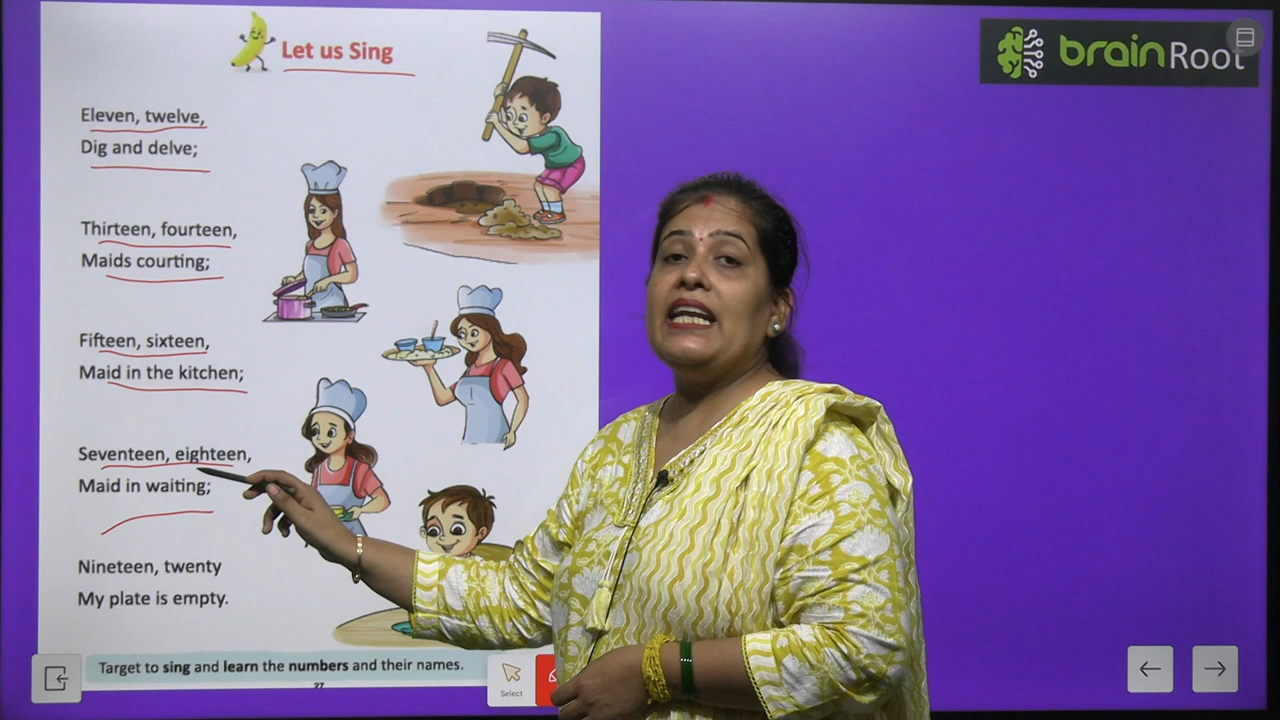 Let us Sing
brainRoot
Eleven, twelve,
Dig and delve;
Thirteen, fourteen,
Maids courting;
Fifteen, sixteen,
Maid in the kitchen;
Seventeen, eighteen,
Maid in waiting;
Nineteen, twenty
My plate is empty.
Target to sing and learn the numbers and their names.
27
Select